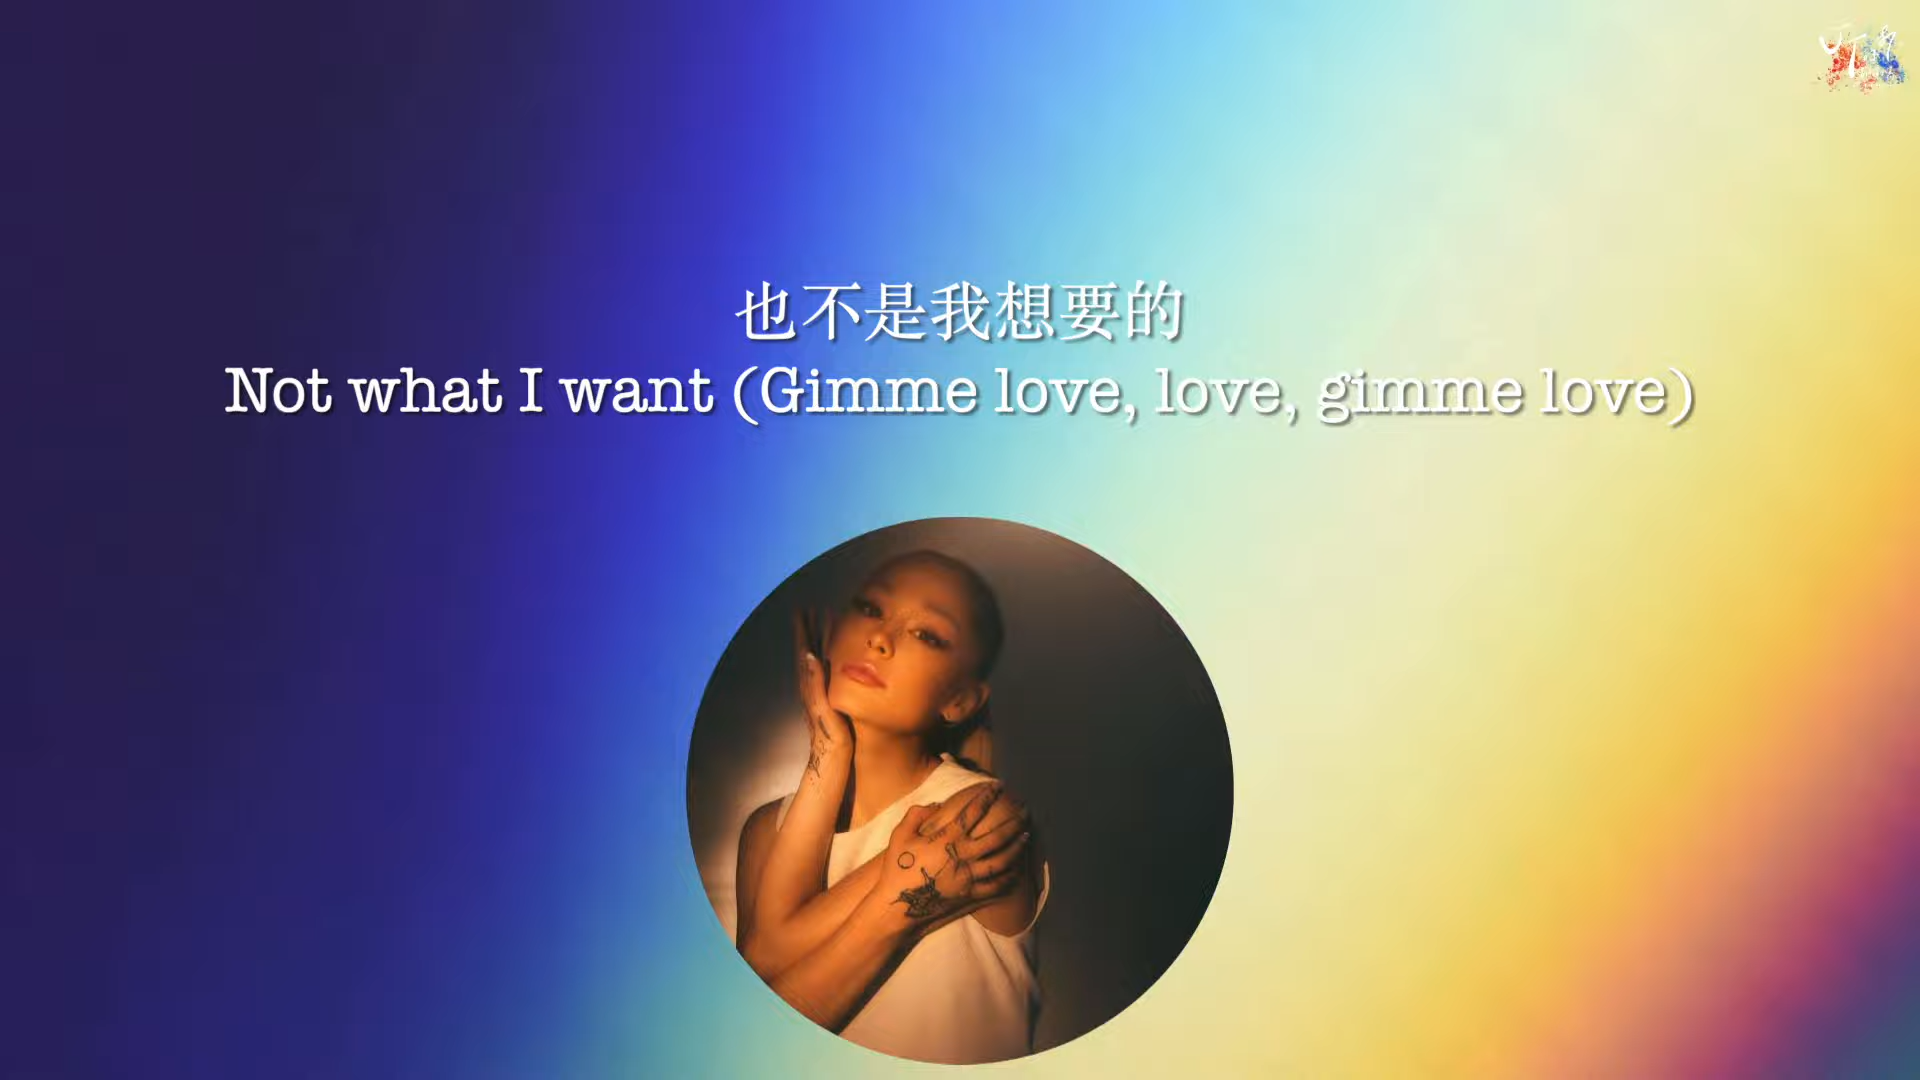 也不是我想要的
Not what I want (Gimme love, love, gimme love)